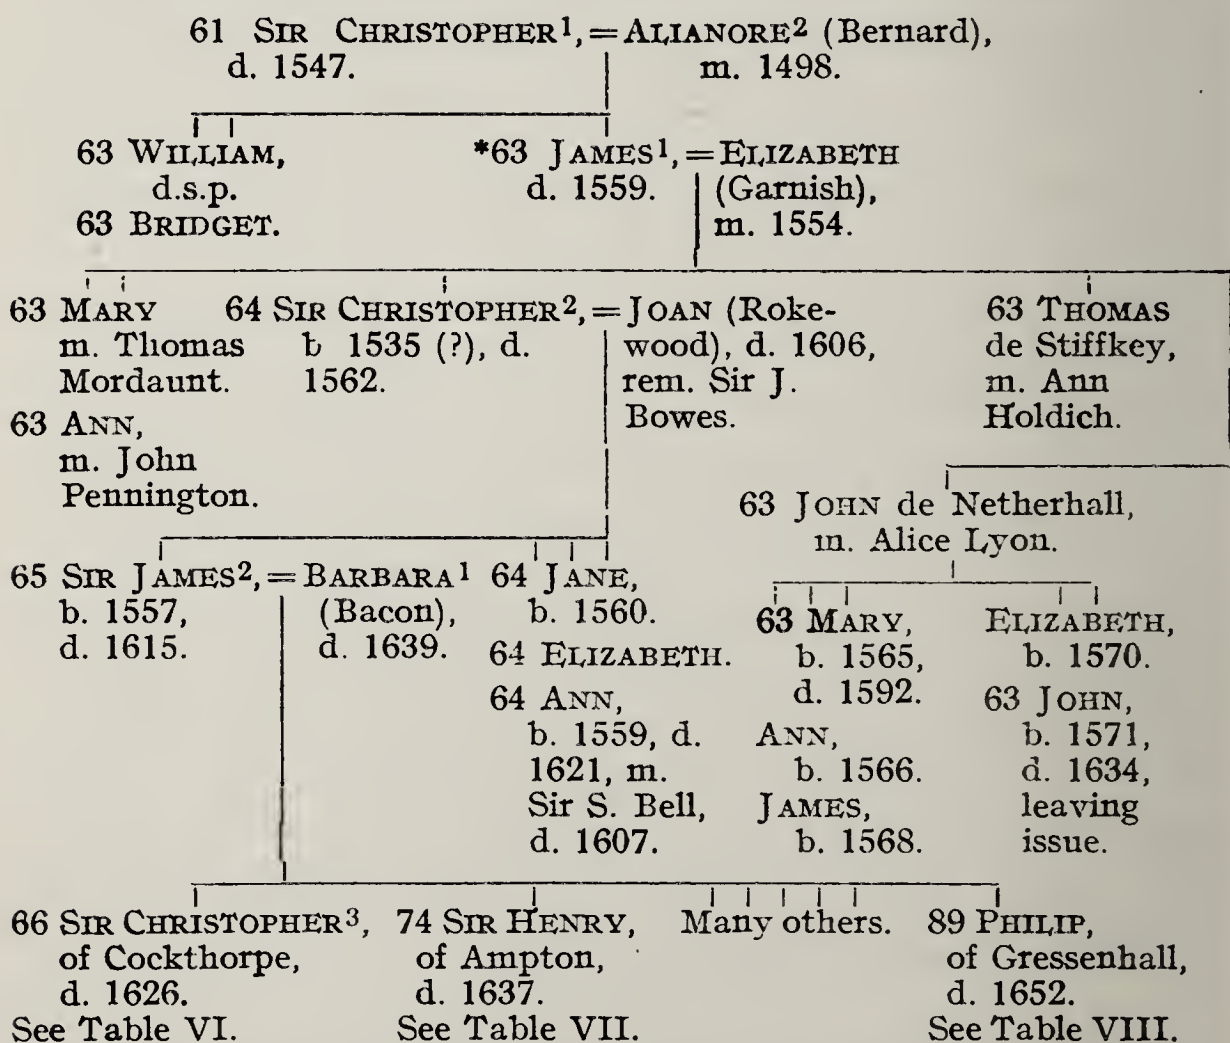 61 SIR CHRISTOPHER¹, = ALIANORE² (Bernard),
d. 1547. m. 1498.
63 WILLIAM,
d.s.p.
63 BRIDGET.
*63 JAMES¹, = ELIZABETH
d. 1559. (Garnish),
m. 1554.
63 MARY
m. Thomas
Mordaunt.
63 ANN,
m. John
Pennington.
64 SIR CHRISTOPHER², = JOAN (Roke-
b 1535 (?), d. wood), d. 1606,
1562. rem. Sir J.
Bowes.
63 THOMAS
de Stiffkey,
m. Ann
Holdich.
63 JOHN de Netherhall,
m. Alice Lyon.
65 SIR JAMES², = BARBARA¹
b. 1557, (Bacon),
d. 1615. d. 1639.
64 JANE,
b. 1560.
64 ELIZABETH.
64 ANN,
b. 1559, d.
1621, m.
Sir S. Bell,
d. 1607.
63 MARY,
b. 1565,
d. 1592.
ANN,
b. 1566.
JAMES,
b. 1568.
ELIZABETH,
b. 1570.
63 JOHN,
b. 1571,
d. 1634,
leaving
issue.
66 SIR CHRISTOPHER³,
of Cockthorpe,
d. 1626.
See Table VI.
74 SIR HENRY,
of Ampton,
d. 1637.
See Table VII.
Many others.
89 PHILIP,
of Gressenhall,
d. 1652.
See Table VIII.